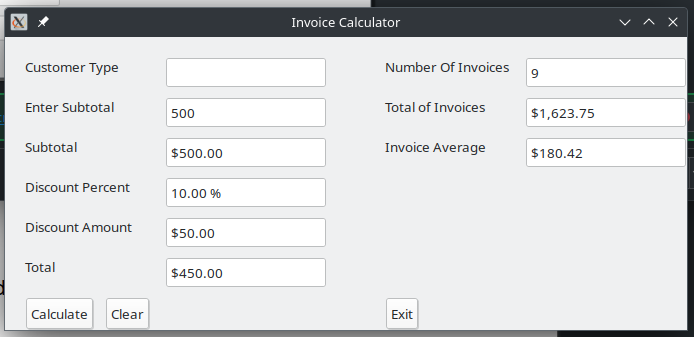 Invoice Calculator
Customer Type
Number Of Invoices 9
Enter Subtotal 500
Total of Invoices $1,623.75
Subtotal $500.00
Invoice Average $180.42
Discount Percent 10.00 %
Discount Amount $50.00
Total $450.00
Calculate Clear Exit